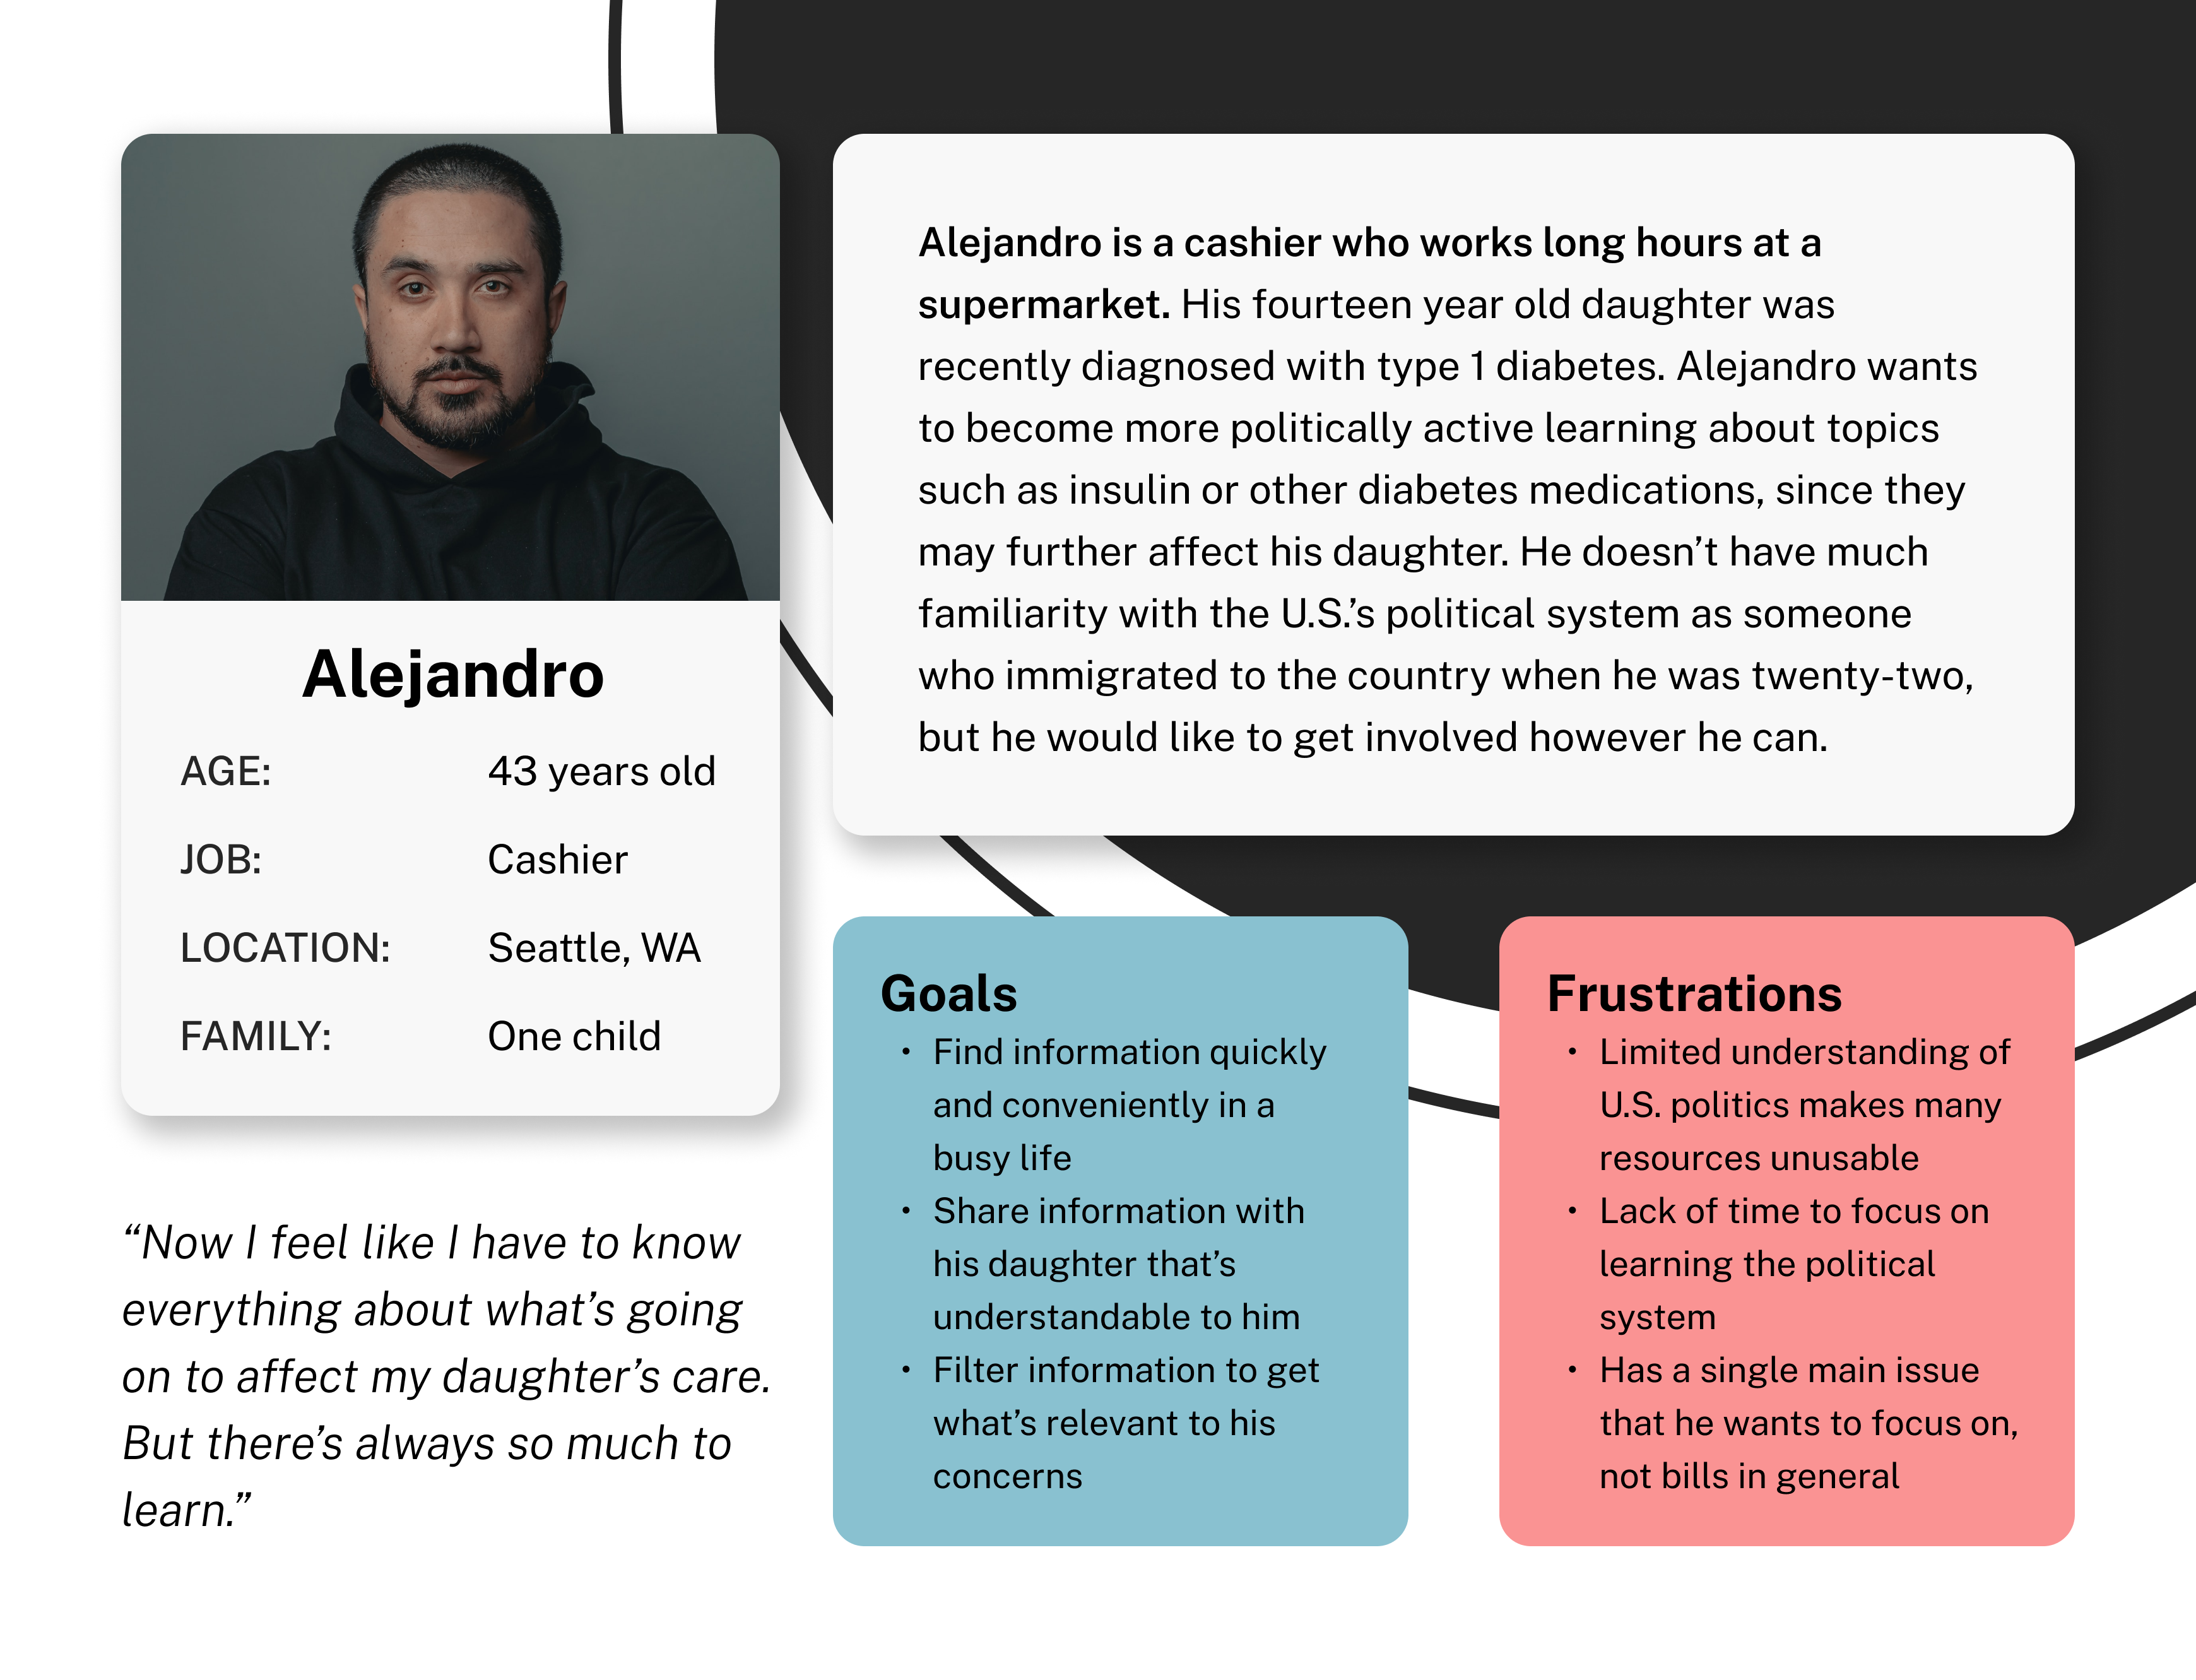 Alejandro
AGE: 43 years old
JOB: Cashier
LOCATION: Seattle, WA
FAMILY: One child
“Now I feel like I have to know
everything about what’s going
on to affect my daughter’s care.
But there’s always so much to
learn.”
Alejandro is a cashier who works long hours at a
supermarket. His fourteen year old daughter was
recently diagnosed with type 1 diabetes. Alejandro wants
to become more politically active learning about topics
such as insulin or other diabetes medications, since they
may further affect his daughter. He doesn’t have much
familiarity with the U.S.’s political system as someone
who immigrated to the country when he was twenty-two,
but he would like to get involved however he can.
Goals
• Find information quickly
and conveniently in a
busy life
• Share information with
his daughter that’s
understandable to him
• Filter information to get
what’s relevant to his
concerns
Frustrations
• Limited understanding of
U.S. politics makes many
resources unusable
• Lack of time to focus on
learning the political
system
• Has a single main issue
that he wants to focus on,
not bills in general